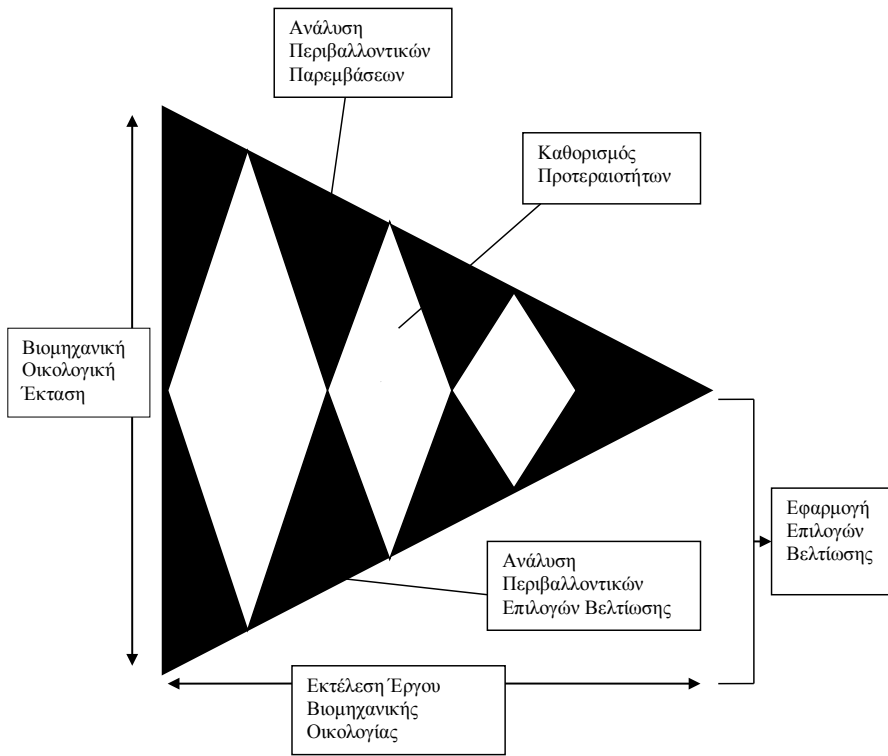 Ανάλυση
Περιβαλλοντικών
Παρεμβάσεων
Καθορισμός
Προτεραιοτήτων
Βιομηχανική
Οικολογική
Έκταση
Εφαρμογή
Επιλογών
Βελτίωσης
Ανάλυση
Περιβαλλοντικών
Επιλογών Βελτίωσης
Εκτέλεση Έργου
Βιομηχανικής
Οικολογίας